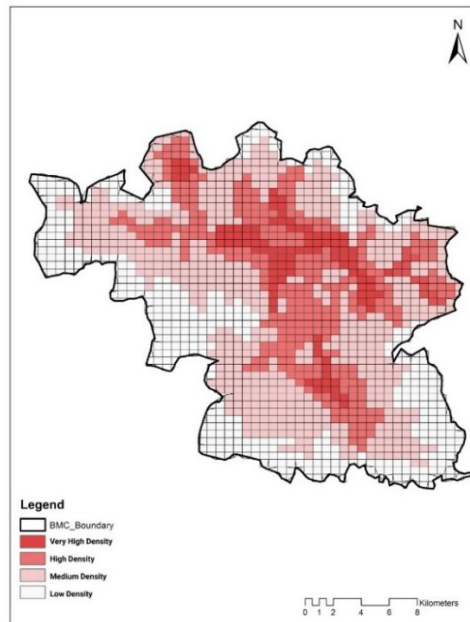 N
Legend
BMC_Boundary
Very High Density
High Density
Medium Density
Low Density
0 1 2 4 6 8 Kilometers